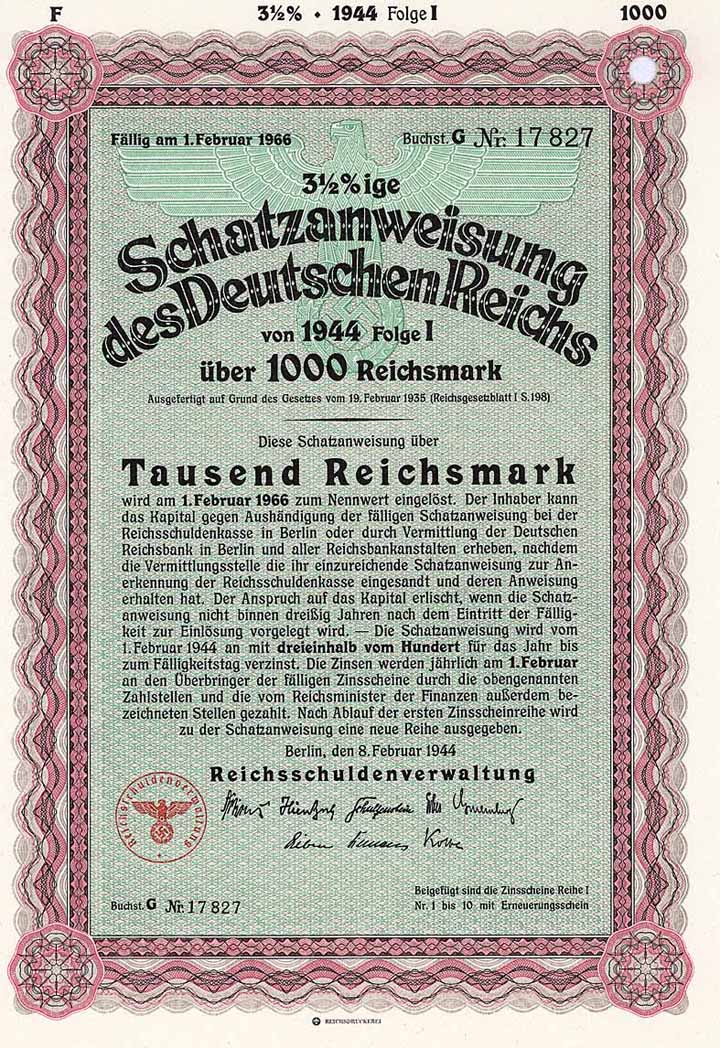 F 3½% • 1944 Folge I 1000
Fällig am 1. Februar 1966 Buchst. G Nr. 17827
3½%ige
Schatzanweisung
des Deutschen Reichs
von 1944 Folge I
über 1000 Reichsmark
Ausgefertigt auf Grund des Gesetzes vom 19. Februar 1935 (Reichsgesetzblatt I S.198)
Diese Schatzanweisung über
Tausend Reichsmark
wird am 1. Februar 1966 zum Nennwert eingelöst. Der Inhaber kann
das Kapital gegen Aushändigung der fälligen Schatzanweisung bei der
Reichsschuldenkasse in Berlin oder durch Vermittlung der Deutschen
Reichsbank in Berlin und aller Reichsbankanstalten erheben, nachdem
die Vermittlungsstelle die ihr einzureichende Schatzanweisung zur An-
erkennung der Reichsschuldenkasse eingesandt und deren Anweisung
erhalten hat. Der Anspruch auf das Kapital erlischt, wenn die Schatz-
anweisung nicht binnen dreißig Jahren nach dem Eintritt der Fällig-
keit zur Einlösung vorgelegt wird. — Die Schatzanweisung wird vom
1. Februar 1944 an mit dreieinhalb vom Hundert für das Jahr bis
zum Fälligkeitstag verzinst. Die Zinsen werden jährlich am 1. Februar
an den Überbringer der fälligen Zinsscheine durch die obengenannten
Zahlstellen und die vom Reichsminister der Finanzen außerdem be-
zeichneten Stellen gezahlt. Nach Ablauf der ersten Zinsscheinreihe wird
zu der Schatzanweisung eine neue Reihe ausgegeben.
Berlin, den 8. Februar 1944
Reichsschuldenverwaltung
Reichsschuldenverwaltung
Beigefügt sind die Zinsscheine Reihe I
Buchst. G Nr. 17827 Nr. 1 bis 10 mit Erneuerungsschein
REICHSDRUCKEREI